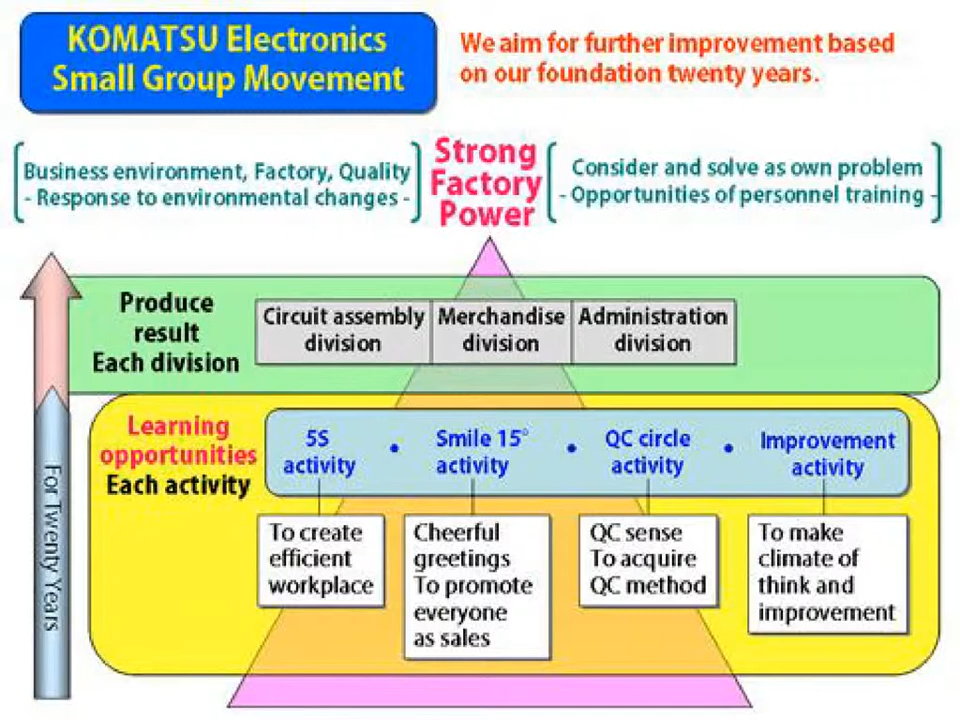 KOMATSU Electronics
Small Group Movement
We aim for further improvement based
on our foundation twenty years.
Business environment, Factory, Quality
- Response to environmental changes -
Strong
Factory
Power
Consider and solve as own problem
- Opportunities of personnel training -
Produce
result
Each division
Circuit assembly
division
Merchandise
division
Administration
division
Learning
opportunities
Each activity
5S
activity
•
Smile 15°
activity
•
QC circle
activity
•
Improvement
activity
To create
efficient
workplace
Cheerful
greetings
To promote
everyone
as sales
QC sense
To acquire
QC method
To make
climate of
think and
improvement
For Twenty Years